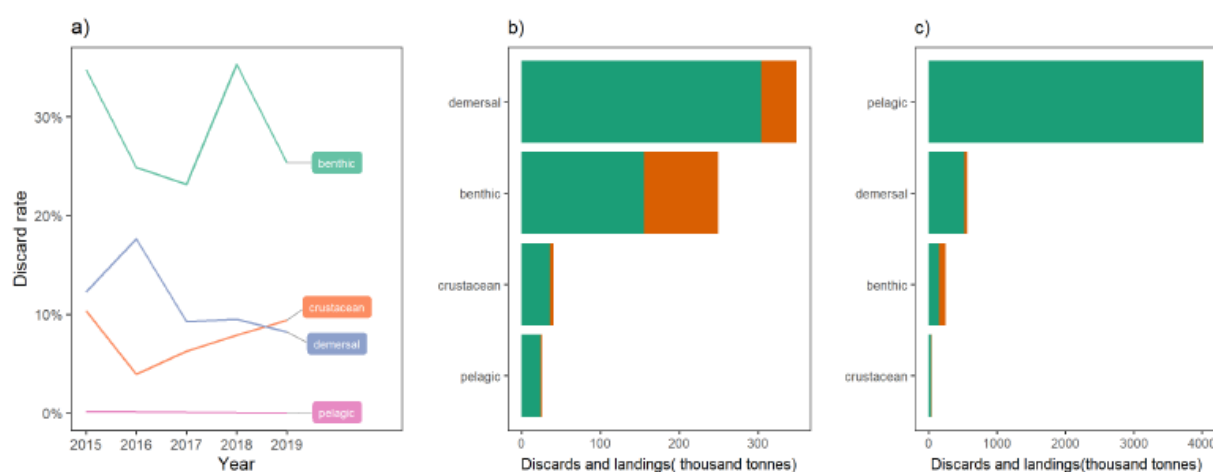 a)
Discard rate
30%
20%
10%
0%
benthic
crustacean
demersal
pelagic
2015 2016 2017 2018 2019
Year
b)
demersal
benthic
crustacean
pelagic
0 100 200 300
Discards and landings( thousand tonnes)
c)
pelagic
demersal
benthic
crustacean
0 1000 2000 3000 4000
Discards and landings(thousand tonnes)